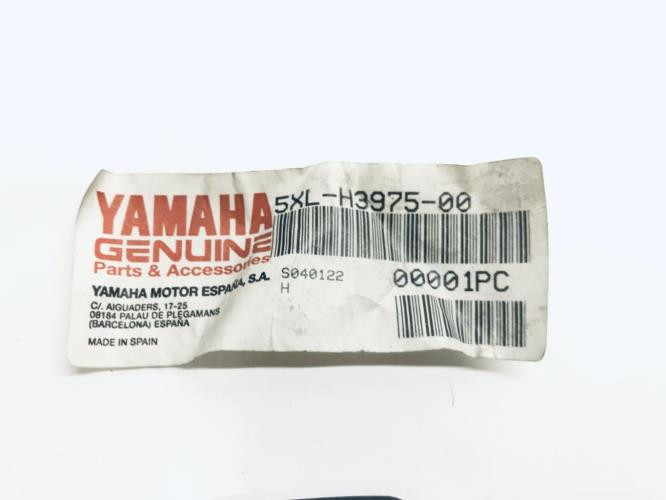 YAMAHA
GENUINE
Parts & Accessories
YAMAHA MOTOR ESPAÑA, S.A.
C/. AIGUADERS, 17-25
08184 PALAU DE PLEGAMANS
(BARCELONA) ESPAÑA
MADE IN SPAIN
5XL-H3975-00
S040122
H
00001PC